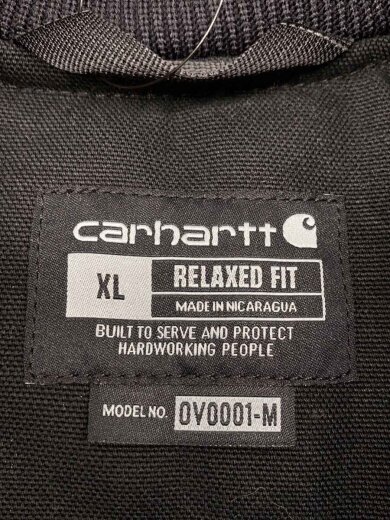 carhartt
XL
RELAXED FIT
MADE IN NICARAGUA
BUILT TO SERVE AND PROTECT
HARDWORKING PEOPLE
MODEL NO. OV0001-M